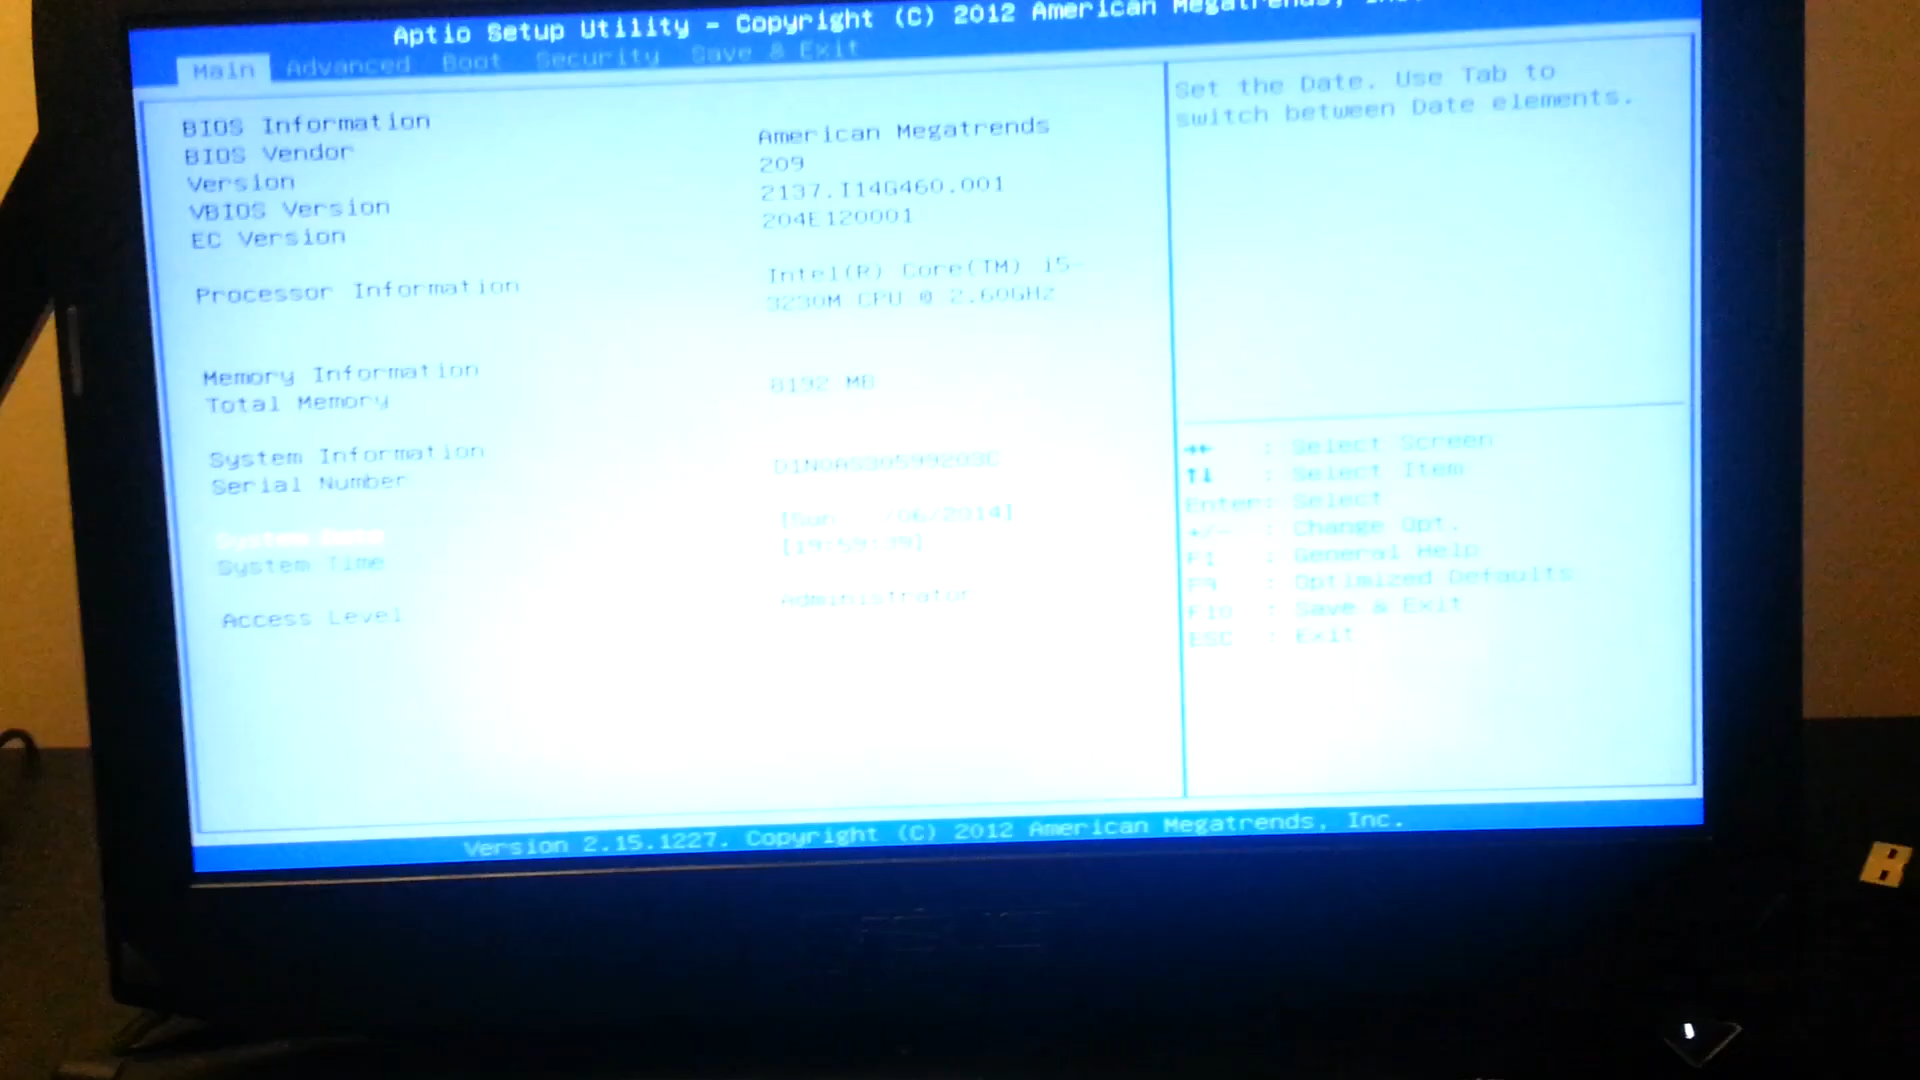 Aptio Setup Utility – Copyright (C) 2012 American Megatrends, Inc.
Main Advanced Boot Security Save & Exit
BIOS Information
BIOS Vendor American Megatrends
Version 209
VBIOS Version 2137.I14G460.001
EC Version 204E120001
Processor Information Intel(R) Core(TM) i5-
3230M CPU @ 2.60GHz
Memory Information
Total Memory 8192 MB
System Information
Serial Number
System Date [Sun /06/2014]
System Time [19:59:39]
Access Level Administrator
Set the Date. Use Tab to
switch between Date elements.
→← : Select Screen
↑↓ : Select Item
Enter: Select
+/- : Change Opt.
F1 : General Help
F9 : Optimized Defaults
F10 : Save & Exit
ESC : Exit
Version 2.15.1227. Copyright (C) 2012 American Megatrends, Inc.